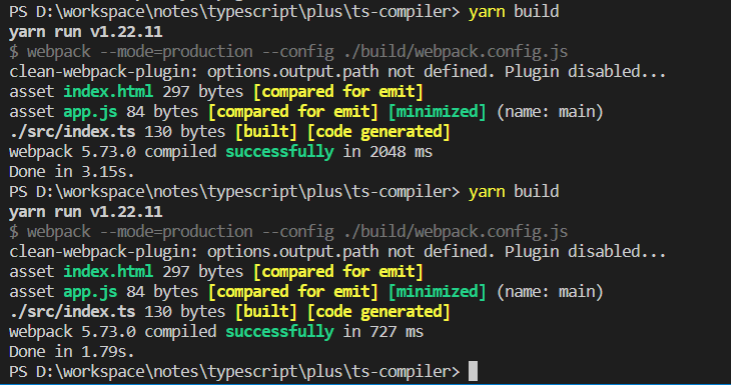 PS D:\workspace\notes\typescript\plus\ts-compiler> yarn build
yarn run v1.22.11
$ webpack --mode=production --config ./build/webpack.config.js
clean-webpack-plugin: options.output.path not defined. Plugin disabled...
asset index.html 297 bytes [compared for emit]
asset app.js 84 bytes [compared for emit] [minimized] (name: main)
./src/index.ts 130 bytes [built] [code generated]
webpack 5.73.0 compiled successfully in 2048 ms
Done in 3.15s.
PS D:\workspace\notes\typescript\plus\ts-compiler> yarn build
yarn run v1.22.11
$ webpack --mode=production --config ./build/webpack.config.js
clean-webpack-plugin: options.output.path not defined. Plugin disabled...
asset index.html 297 bytes [compared for emit]
asset app.js 84 bytes [compared for emit] [minimized] (name: main)
./src/index.ts 130 bytes [built] [code generated]
webpack 5.73.0 compiled successfully in 727 ms
Done in 1.79s.
PS D:\workspace\notes\typescript\plus\ts-compiler>